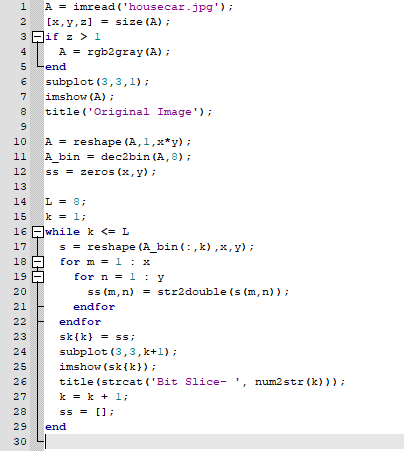 1 A = imread('housecar.jpg');
2 [x,y,z] = size(A);
3 if z > 1
4 A = rgb2gray(A);
5 end
6 subplot(3,3,1);
7 imshow(A);
8 title('Original Image');
9
10 A = reshape(A,1,x*y);
11 A_bin = dec2bin(A,8);
12 ss = zeros(x,y);
13
14 L = 8;
15 k = 1;
16 while k <= L
17 s = reshape(A_bin(:,k),x,y);
18 for m = 1 : x
19 for n = 1 : y
20 ss(m,n) = str2double(s(m,n));
21 endfor
22 endfor
23 sk{k} = ss;
24 subplot(3,3,k+1);
25 imshow(sk{k});
26 title(strcat('Bit Slice- ', num2str(k)));
27 k = k + 1;
28 ss = [];
29 end
30